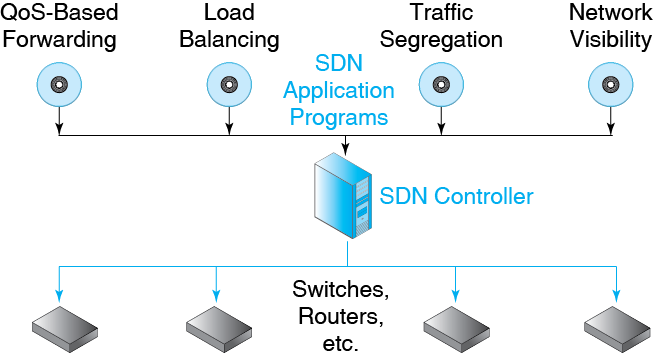 QoS-Based
Forwarding
Load
Balancing
Traffic
Segregation
Network
Visibility
SDN
Application
Programs
SDN Controller
Switches,
Routers,
etc.